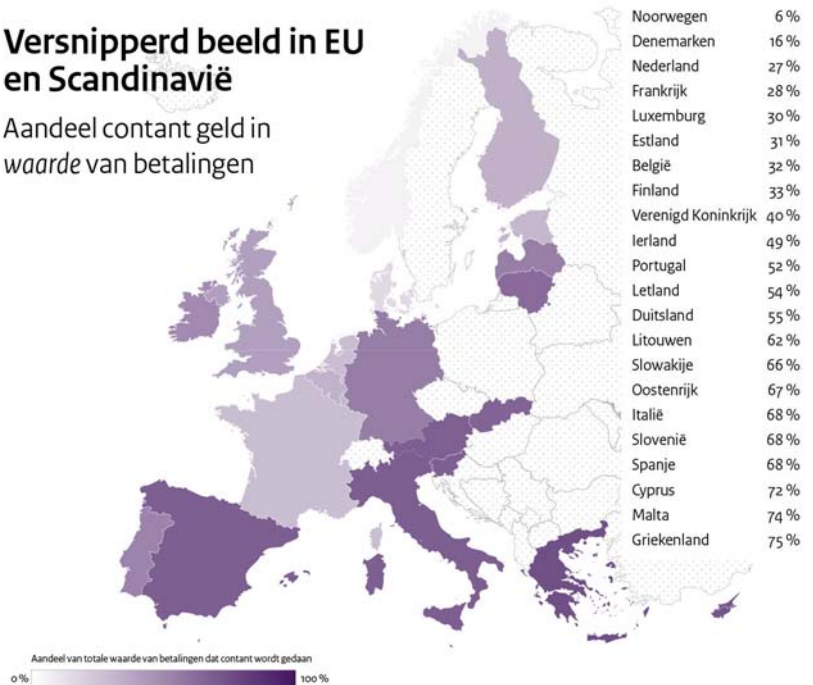 Versnipperd beeld in EU
en Scandinavië
Aandeel contant geld in
waarde van betalingen
Noorwegen 6 %
Denemarken 16 %
Nederland 27 %
Frankrijk 28 %
Luxemburg 30 %
Estland 31 %
België 32 %
Finland 33 %
Verenigd Koninkrijk 40 %
Ierland 49 %
Portugal 52 %
Letland 54 %
Duitsland 55 %
Litouwen 62 %
Slowakije 66 %
Oostenrijk 67 %
Italië 68 %
Slovenië 68 %
Spanje 68 %
Cyprus 72 %
Malta 74 %
Griekenland 75 %
Aandeel van totale waarde van betalingen dat contant wordt gedaan
0 % 100 %